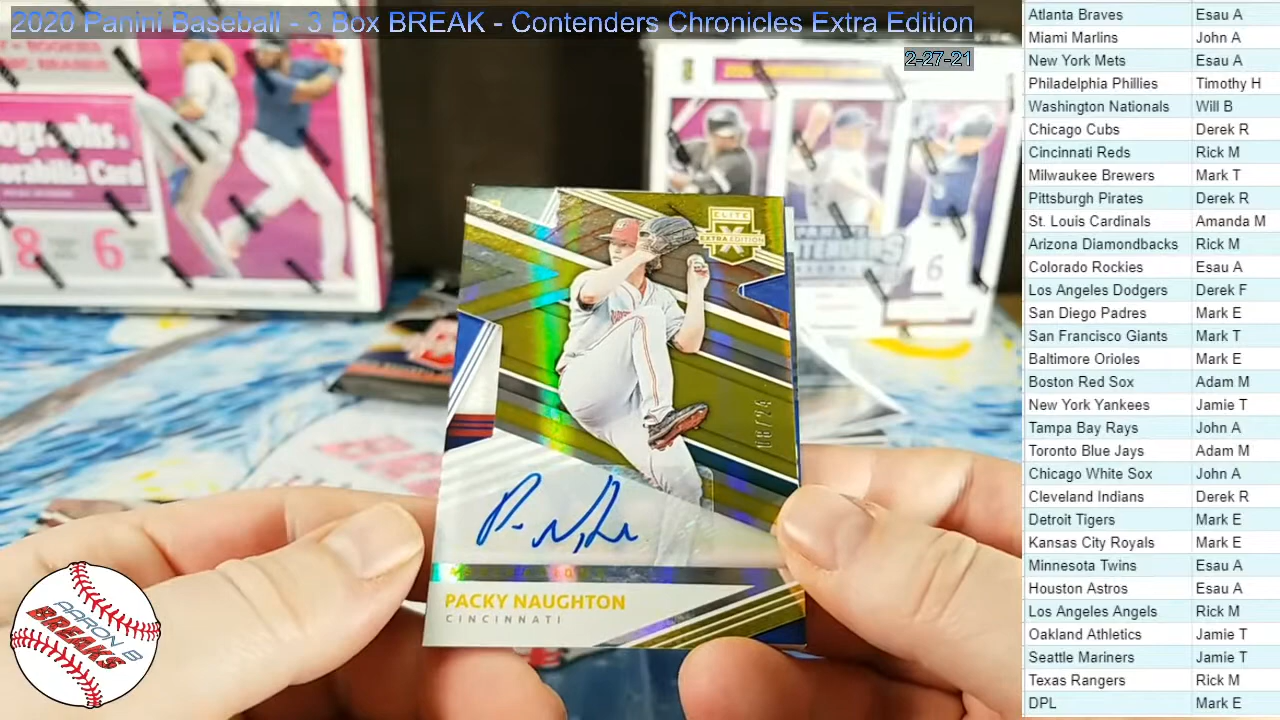 2020 Panini Baseball - 3 Box BREAK - Contenders Chronicles Extra Edition
2-27-21
Atlanta Braves Esau A
Miami Marlins John A
New York Mets Esau A
Philadelphia Phillies Timothy H
Washington Nationals Will B
Chicago Cubs Derek R
Cincinnati Reds Rick M
Milwaukee Brewers Mark T
Pittsburgh Pirates Derek R
St. Louis Cardinals Amanda M
Arizona Diamondbacks Rick M
Colorado Rockies Esau A
Los Angeles Dodgers Derek F
San Diego Padres Mark E
San Francisco Giants Mark T
Baltimore Orioles Mark E
Boston Red Sox Adam M
New York Yankees Jamie T
Tampa Bay Rays John A
Toronto Blue Jays Adam M
Chicago White Sox John A
Cleveland Indians Derek R
Detroit Tigers Mark E
Kansas City Royals Mark E
Minnesota Twins Esau A
Houston Astros Esau A
Los Angeles Angels Rick M
Oakland Athletics Jamie T
Seattle Mariners Jamie T
Texas Rangers Rick M
DPL Mark E
8 6
PANINI
CONTENDERS
6
ELITE
X
EXTRA EDITION
PACKY NAUGHTON
CINCINNATI
AARON B
BREAKS